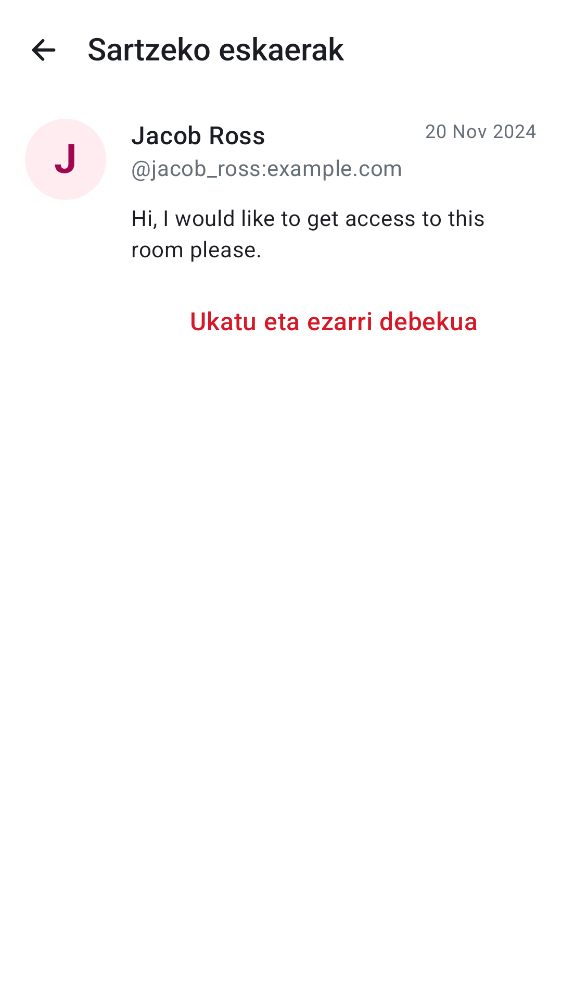 Sartzeko eskaerak
J
Jacob Ross
20 Nov 2024
@jacob_ross:example.com
Hi, I would like to get access to this
room please.
Ukatu eta ezarri debekua